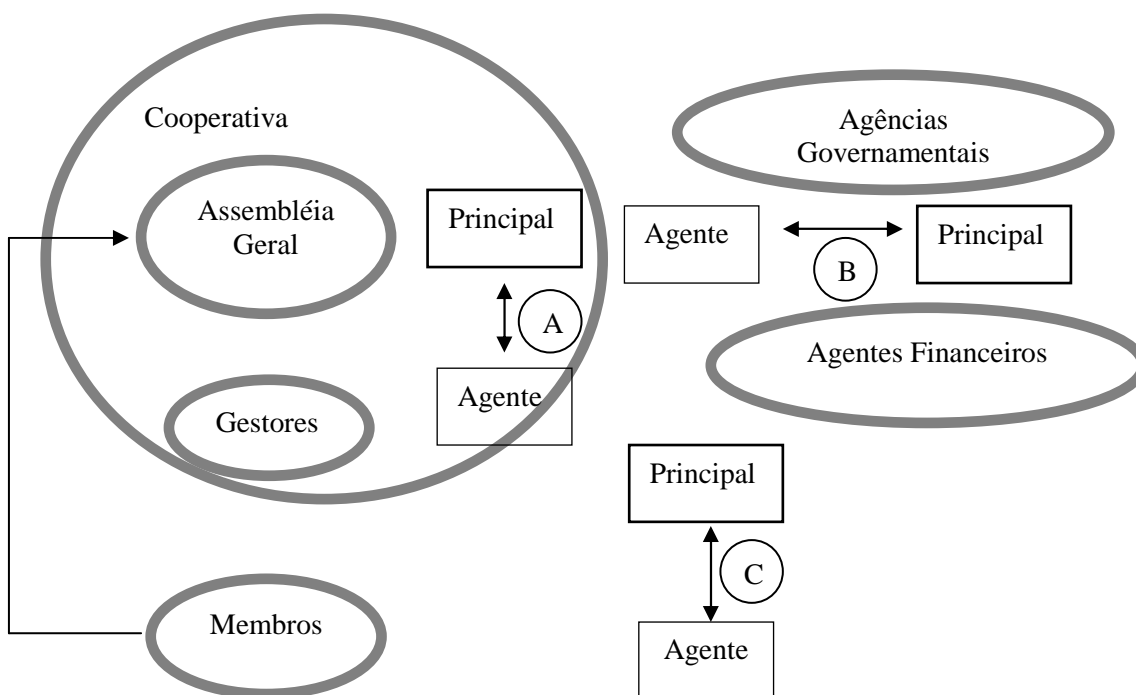 Cooperativa
Assembléia
Geral
Gestores
Membros
Principal
A
Agente
Agências
Governamentais
Agente
B
Principal
Agentes Financeiros
Principal
C
Agente